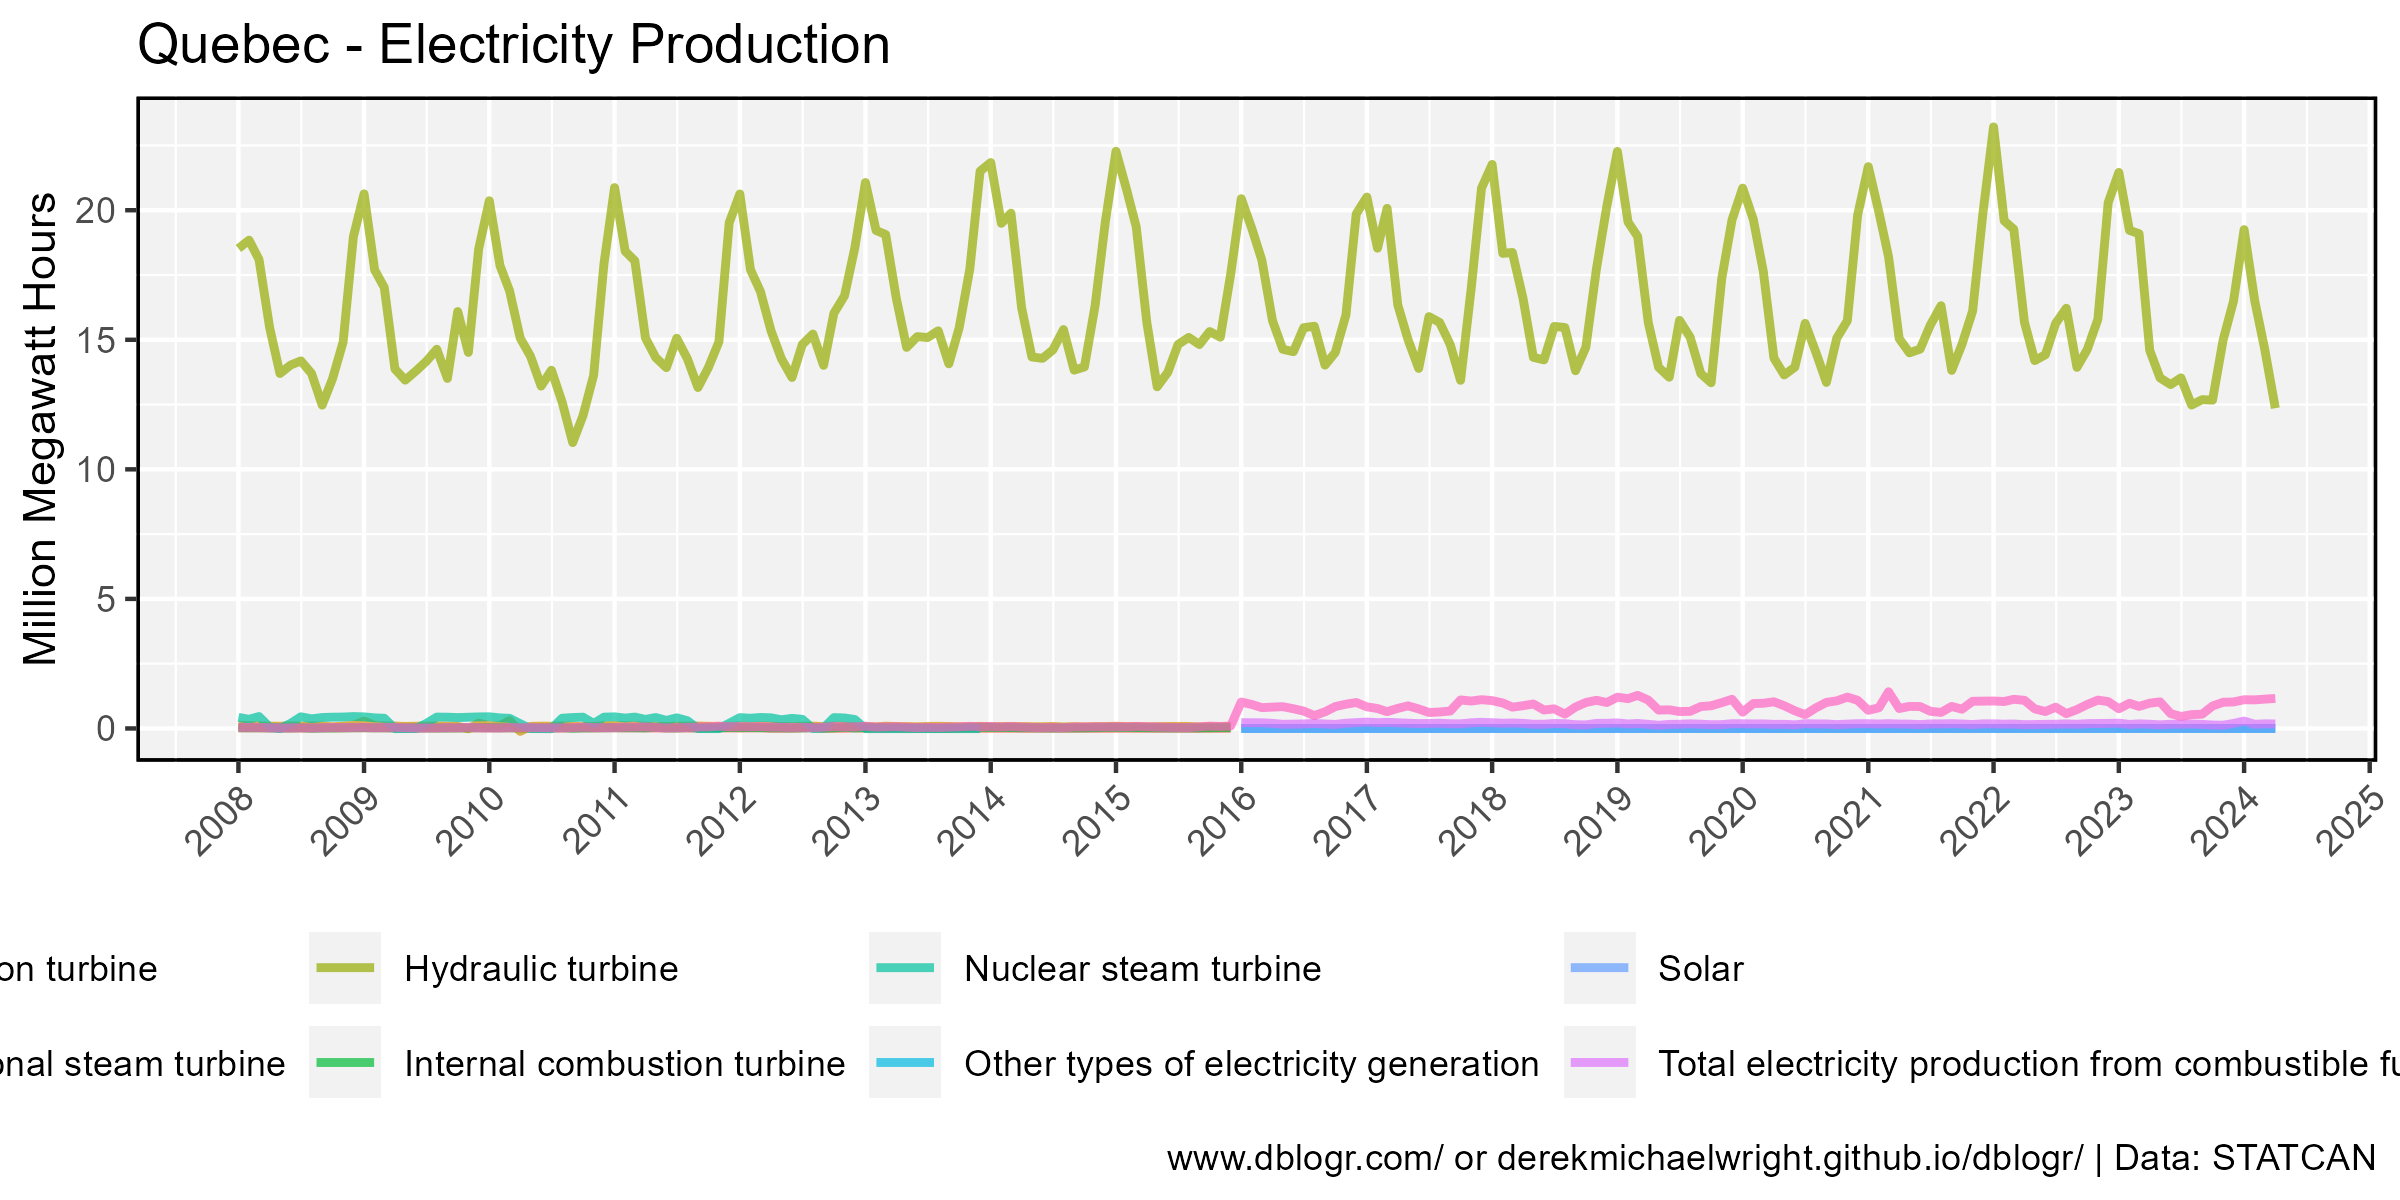 Quebec - Electricity Production
Million Megawatt Hours
20
15
10
5
0
2008 2009 2010 2011 2012 2013 2014 2015 2016 2017 2018 2019 2020 2021 2022 2023 2024 2025
on turbine Hydraulic turbine Nuclear steam turbine Solar
onal steam turbine Internal combustion turbine Other types of electricity generation Total electricity production from combustible fu
www.dblogr.com/ or derekmichaelwright.github.io/dblogr/ | Data: STATCAN